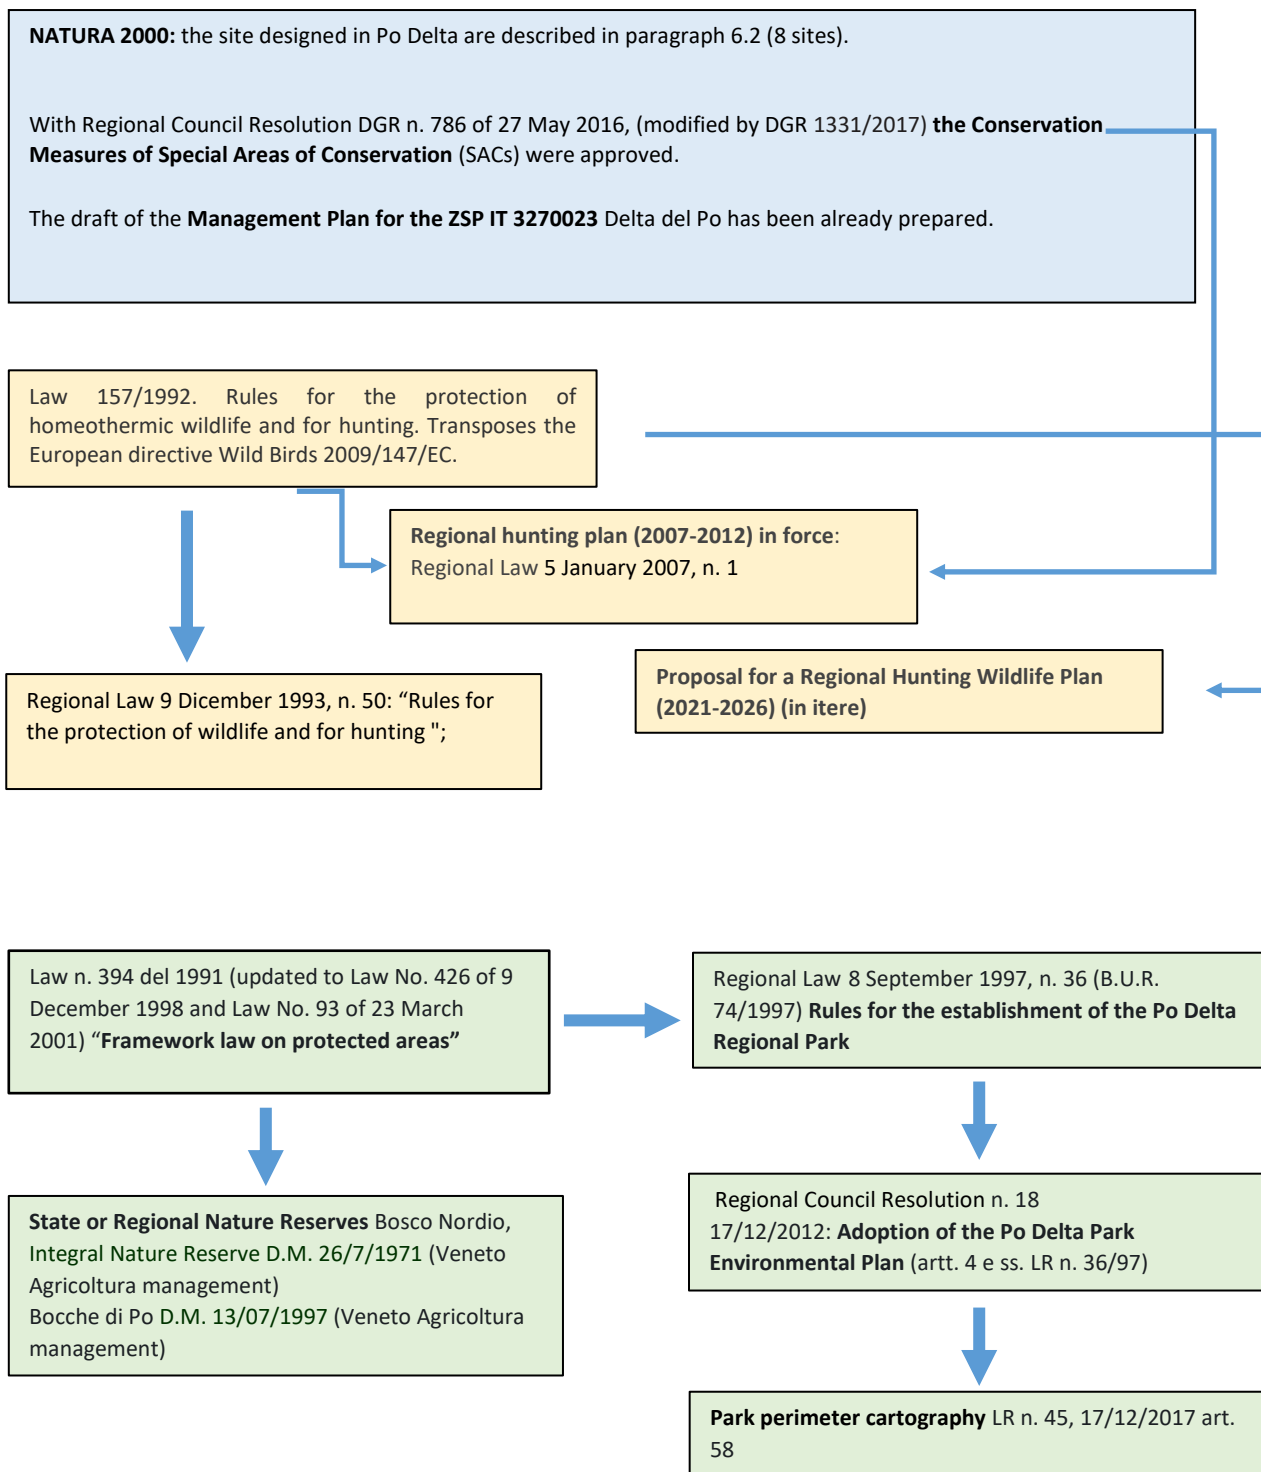 NATURA 2000: the site designed in Po Delta are described in paragraph 6.2 (8 sites).
With Regional Council Resolution DGR n. 786 of 27 May 2016, (modified by DGR 1331/2017) the Conservation
Measures of Special Areas of Conservation (SACs) were approved.
The draft of the Management Plan for the ZSP IT 3270023 Delta del Po has been already prepared.
Law 157/1992. Rules for the protection of
homeothermic wildlife and for hunting. Transposes the
European directive Wild Birds 2009/147/EC.
Regional hunting plan (2007-2012) in force:
Regional Law 5 January 2007, n. 1
Proposal for a Regional Hunting Wildlife Plan
(2021-2026) (in itere)
Regional Law 9 Dicember 1993, n. 50: “Rules for
the protection of wildlife and for hunting ";
Law n. 394 del 1991 (updated to Law No. 426 of 9
December 1998 and Law No. 93 of 23 March
2001) “Framework law on protected areas”
Regional Law 8 September 1997, n. 36 (B.U.R.
74/1997) Rules for the establishment of the Po Delta
Regional Park
State or Regional Nature Reserves Bosco Nordio,
Integral Nature Reserve D.M. 26/7/1971 (Veneto
Agricoltura management)
Bocche di Po D.M. 13/07/1997 (Veneto Agricoltura
management)
Regional Council Resolution n. 18
17/12/2012: Adoption of the Po Delta Park
Environmental Plan (artt. 4 e ss. LR n. 36/97)
Park perimeter cartography LR n. 45, 17/12/2017 art.
58